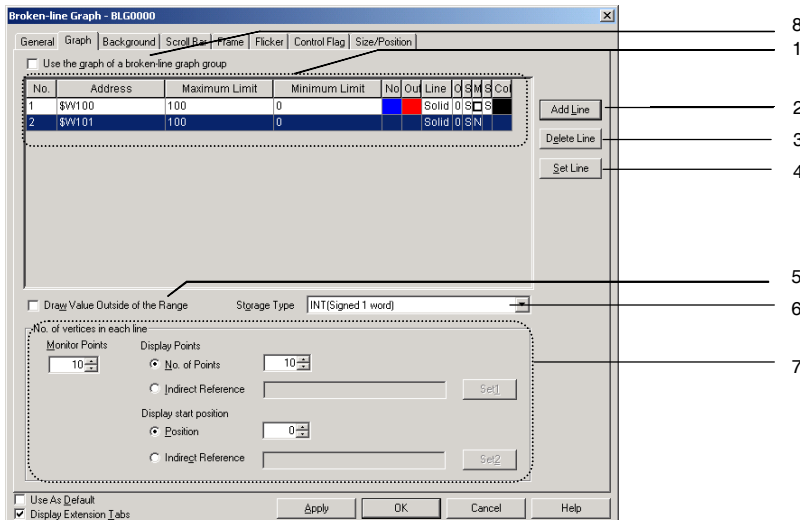 Broken-line Graph - BLG0000
General Graph Background Scroll Bar Frame Flicker Control Flag Size/Position
Use the graph of a broken-line graph group
No. Address Maximum Limit Minimum Limit No Out Line O S M S Col
1 $W100 100 0 Solid 0 S S
2 $W101 100 0 Solid 0 S N
Add Line
Delete Line
Set Line
Draw Value Outside of the Range Storage Type INT(Signed 1 word)
No. of vertices in each line
Monitor Points Display Points
10 No. of Points 10
Indirect Reference Set1
Display start position
Position 0
Indirect Reference Set2
Use As Default
Display Extension Tabs
Apply OK Cancel Help
8
1
2
3
4
5
6
7